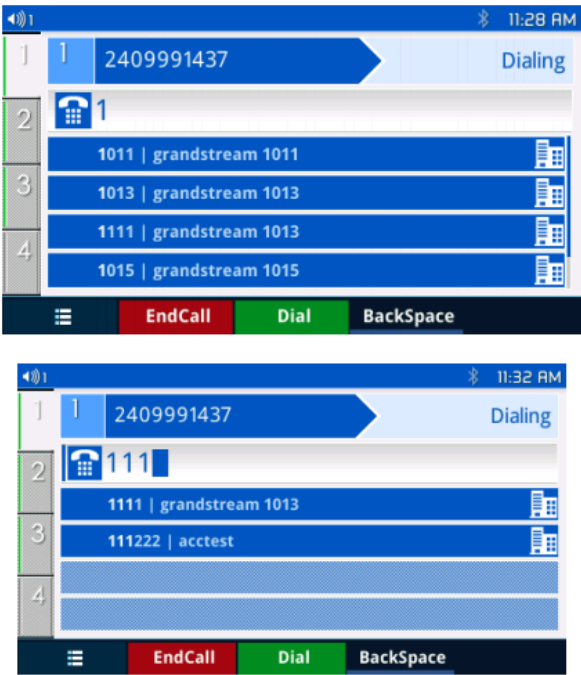 1 11:28 AM
1 1 2409991437 Dialing
2 1
1011 | grandstream 1011
3 1013 | grandstream 1013
1111 | grandstream 1013
4 1015 | grandstream 1015
EndCall Dial BackSpace
1 11:32 AM
1 1 2409991437 Dialing
2 111
1111 | grandstream 1013
3 111222 | acctest
4
EndCall Dial BackSpace